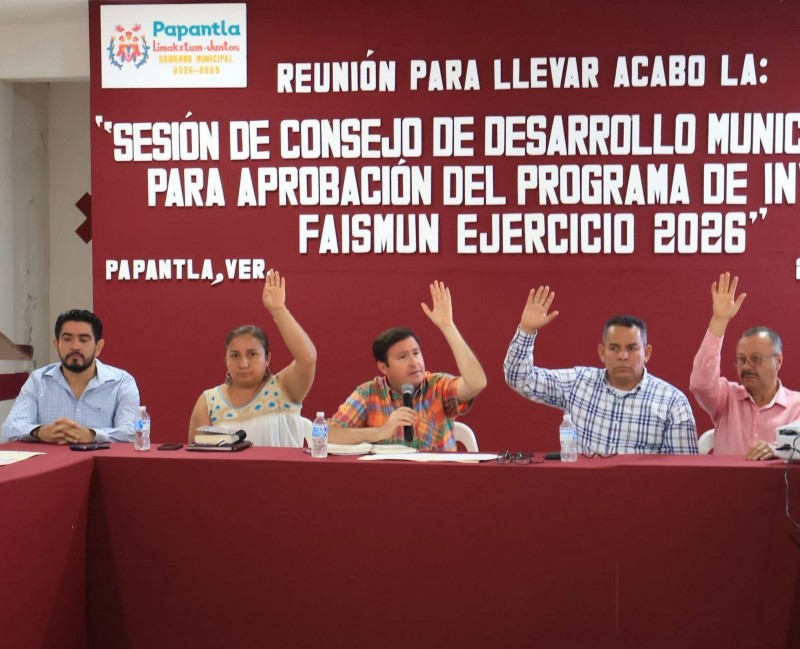 Papantla
Limakxtum-Juntos
GOBIERNO MUNICIPAL
2026-2029
REUNIÓN PARA LLEVAR ACABO LA:
"SESIÓN DE CONSEJO DE DESARROLLO MUNIC
PARA APROBACIÓN DEL PROGRAMA DE IN
FAISMUN EJERCICIO 2026"
PAPANTLA, VER.